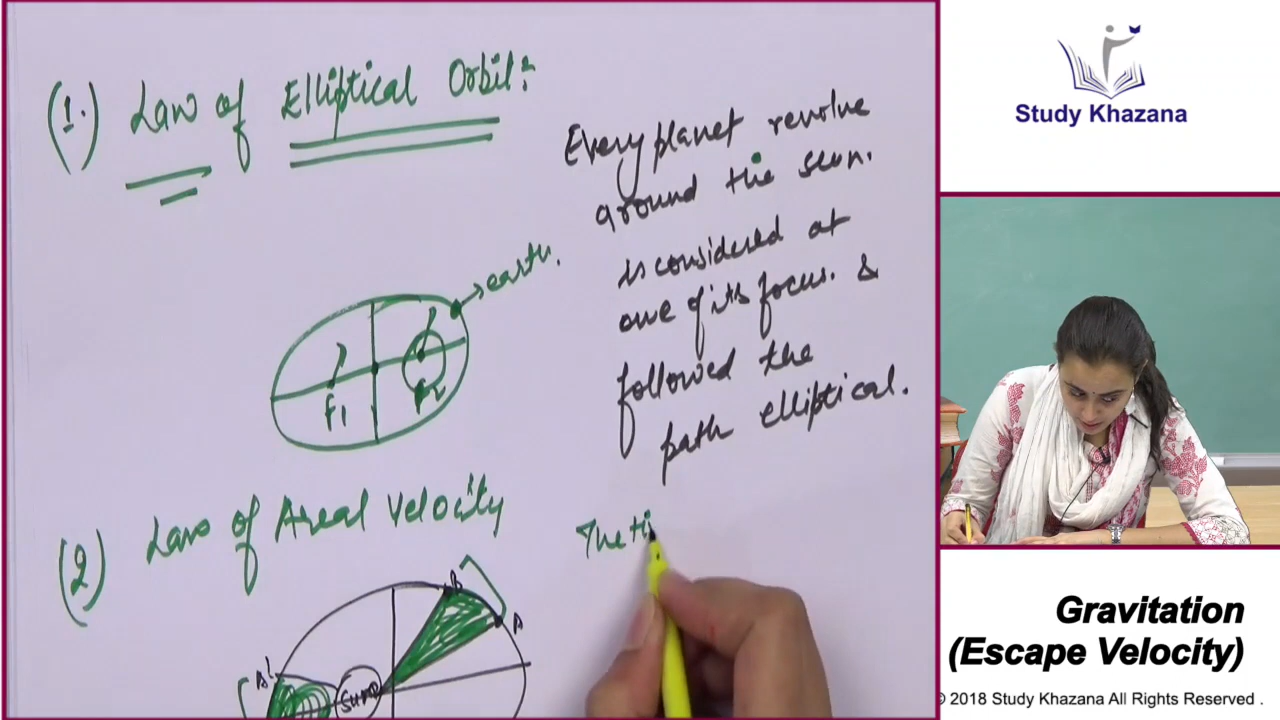 (1.) Law of Elliptical Orbit:
Every planet revolve
around the sun.
is considered at
one of its focus. &
followed the
path elliptical.
earth.
F1
F2
(2) Law of Areal Velocity
The ti
B
A
A'
Sun
Study Khazana
Gravitation
(Escape Velocity)
© 2018 Study Khazana All Rights Reserved .